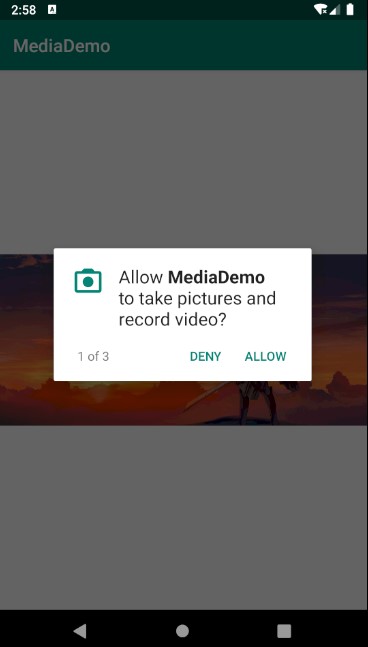 2:58 A
MediaDemo
Allow MediaDemo
to take pictures and
record video?
1 of 3 DENY ALLOW